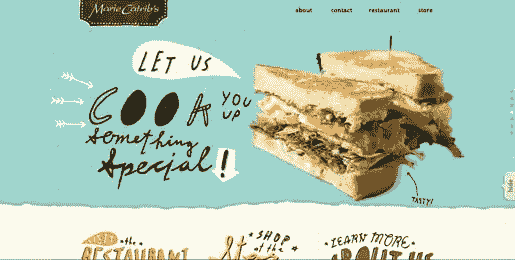 Marie Catrib's
about contact restaurant store
LET US
COOK YOU UP
something
special!
TASTY!
hide
the RESTAURANT
SHOP at the Store
LEARN MORE ABOUT US